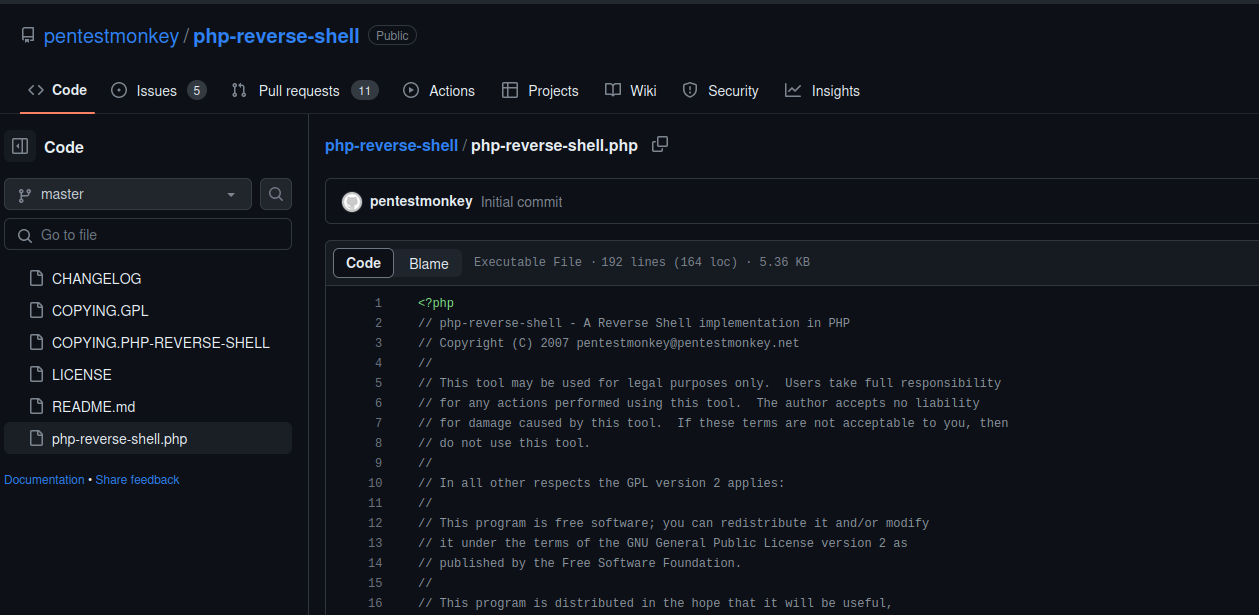 pentestmonkey / php-reverse-shell Public
Code Issues 5 Pull requests 11 Actions Projects Wiki Security Insights
Code
master
Go to file
CHANGELOG
COPYING.GPL
COPYING.PHP-REVERSE-SHELL
LICENSE
README.md
php-reverse-shell.php
Documentation • Share feedback
php-reverse-shell / php-reverse-shell.php
pentestmonkey Initial commit
Code Blame Executable File · 192 lines (164 loc) · 5.36 KB
1 <?php
2 // php-reverse-shell - A Reverse Shell implementation in PHP
3 // Copyright (C) 2007 pentestmonkey@pentestmonkey.net
4 //
5 // This tool may be used for legal purposes only.  Users take full responsibility
6 // for any actions performed using this tool.  The author accepts no liability
7 // for damage caused by this tool.  If these terms are not acceptable to you, then
8 // do not use this tool.
9 //
10 // In all other respects the GPL version 2 applies:
11 //
12 // This program is free software; you can redistribute it and/or modify
13 // it under the terms of the GNU General Public License version 2 as
14 // published by the Free Software Foundation.
15 //
16 // This program is distributed in the hope that it will be useful,